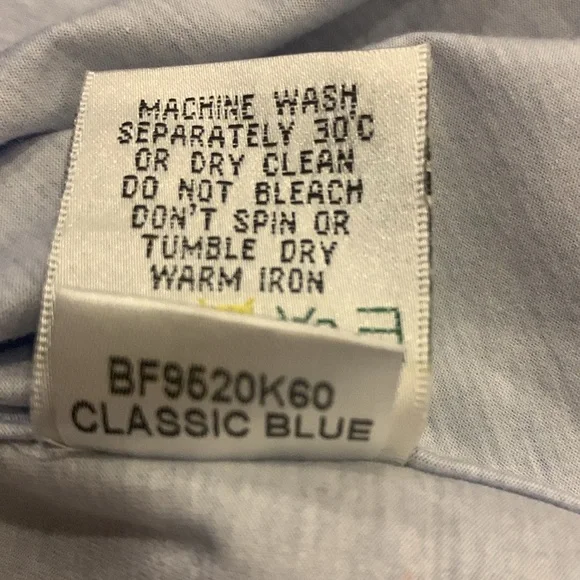 MACHINE WASH
SEPARATELY 30°C
OR DRY CLEAN
DO NOT BLEACH
DON'T SPIN OR
TUMBLE DRY
WARM IRON
BF9520K60
CLASSIC BLUE